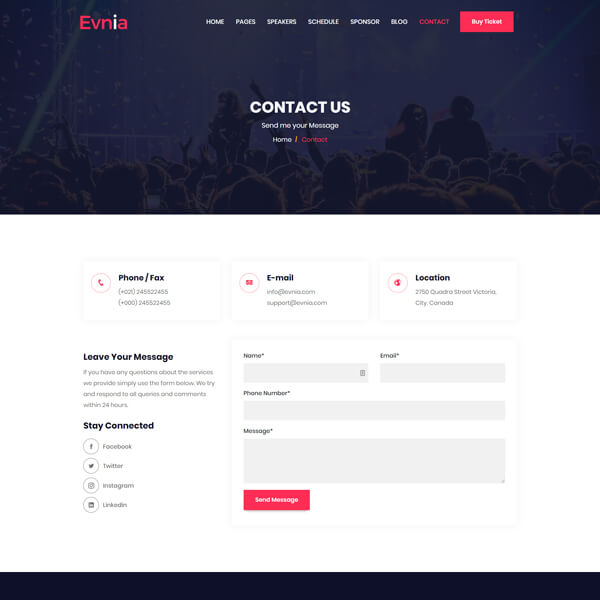 Evnia
HOME PAGES SPEAKERS SCHEDULE SPONSOR BLOG CONTACT Buy Ticket
CONTACT US
Send me your Message
Home / Contact
Phone / Fax
(+021) 245522455
(+000) 245522455
E-mail
info@evnia.com
support@evnia.com
Location
2750 Quadra Street Victoria,
City, Canada
Leave Your Message
If you have any questions about the services
we provide simply use the form below. We try
and respond to all queries and comments
within 24 hours.
Stay Connected
Facebook
Twitter
Instagram
Linkedin
Name*
Email*
Phone Number*
Message*
Send Message